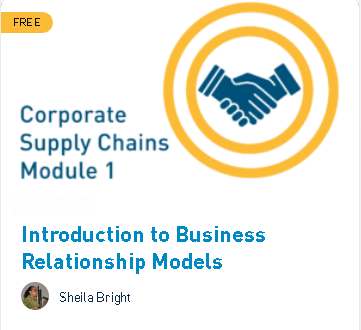 FREE
Corporate
Supply Chains
Module 1
Introduction to Business
Relationship Models
Sheila Bright